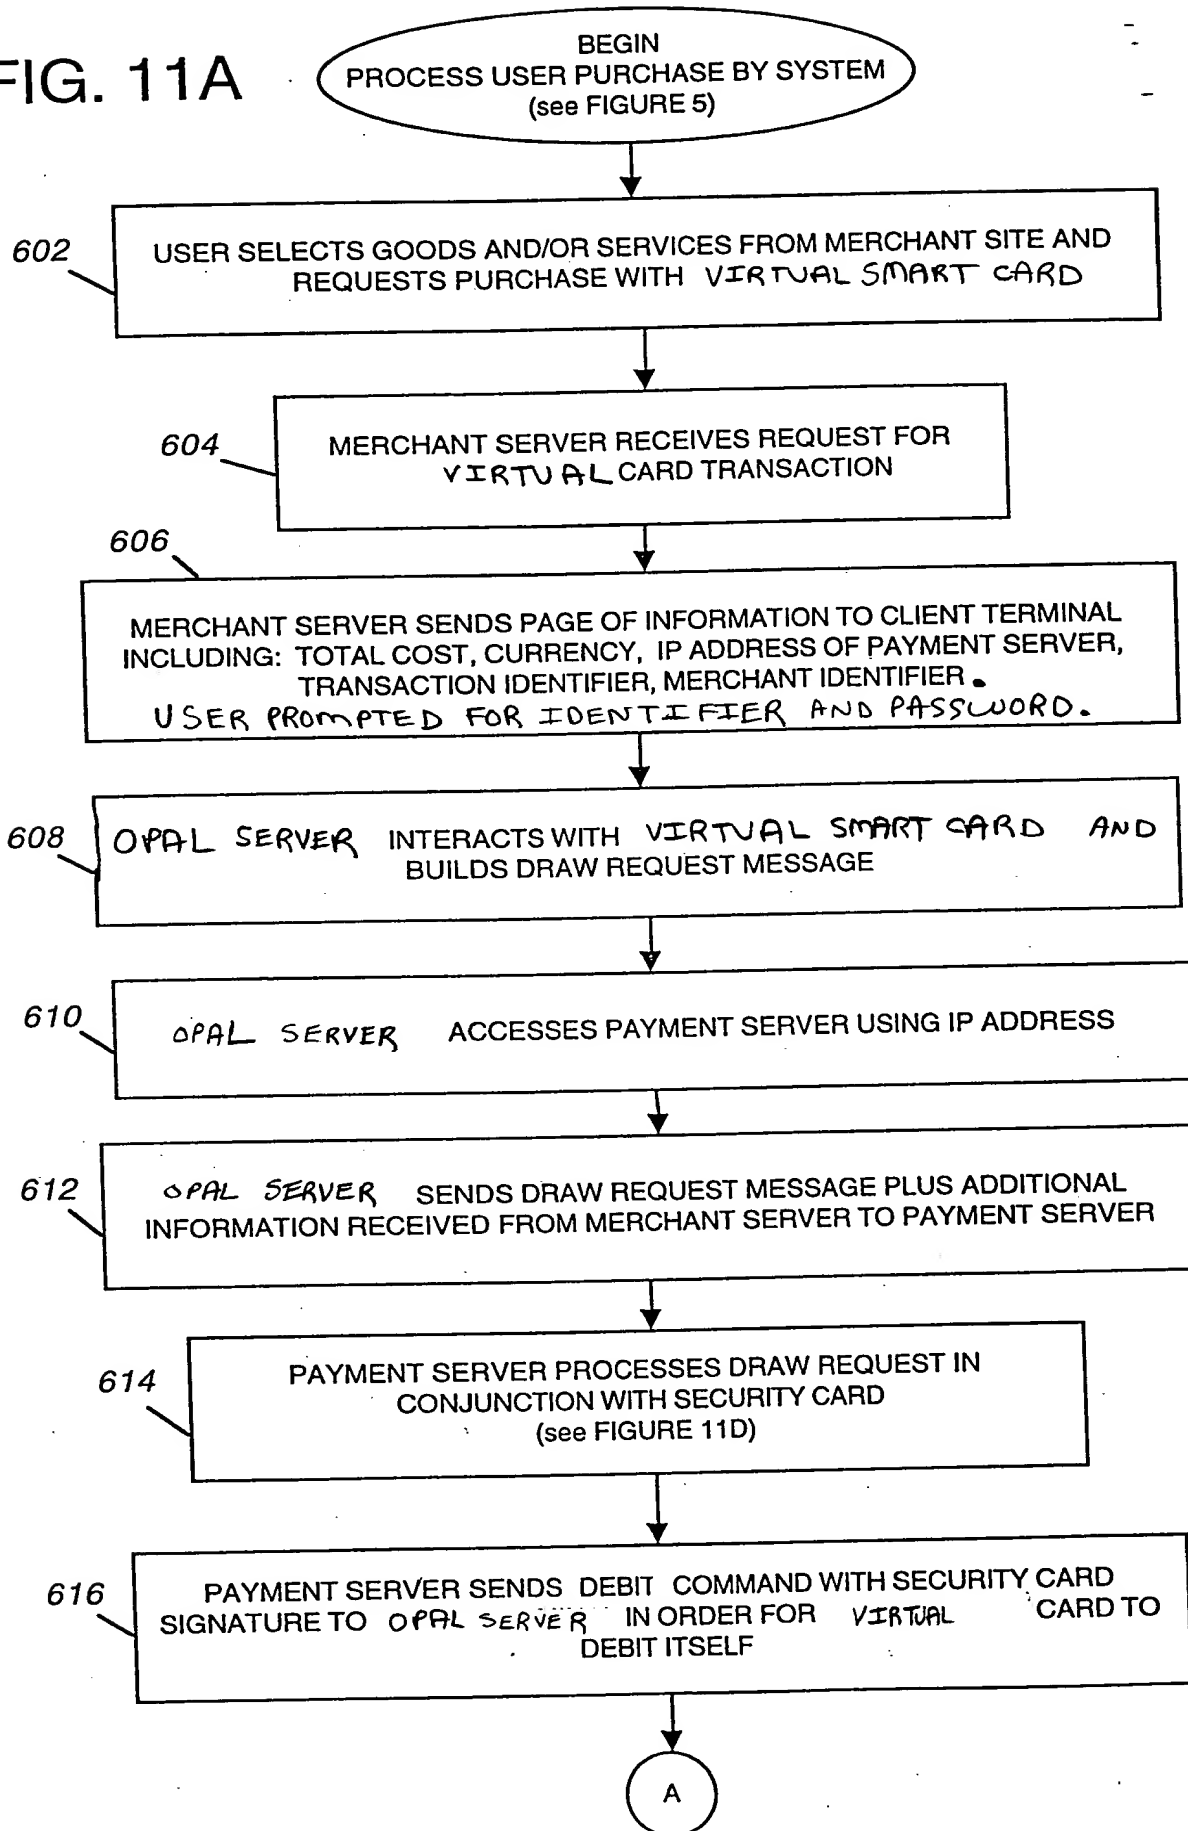 FIG. 11A
BEGIN
PROCESS USER PURCHASE BY SYSTEM
(see FIGURE 5)
602
USER SELECTS GOODS AND/OR SERVICES FROM MERCHANT SITE AND
REQUESTS PURCHASE WITH VIRTUAL SMART CARD
604
MERCHANT SERVER RECEIVES REQUEST FOR
VIRTUAL CARD TRANSACTION
606
MERCHANT SERVER SENDS PAGE OF INFORMATION TO CLIENT TERMINAL
INCLUDING: TOTAL COST, CURRENCY, IP ADDRESS OF PAYMENT SERVER,
TRANSACTION IDENTIFIER, MERCHANT IDENTIFIER.
USER PROMPTED FOR IDENTIFIER AND PASSWORD.
608
OPAL SERVER INTERACTS WITH VIRTUAL SMART CARD AND
BUILDS DRAW REQUEST MESSAGE
610
OPAL SERVER ACCESSES PAYMENT SERVER USING IP ADDRESS
612
OPAL SERVER SENDS DRAW REQUEST MESSAGE PLUS ADDITIONAL
INFORMATION RECEIVED FROM MERCHANT SERVER TO PAYMENT SERVER
614
PAYMENT SERVER PROCESSES DRAW REQUEST IN
CONJUNCTION WITH SECURITY CARD
(see FIGURE 11D)
616
PAYMENT SERVER SENDS DEBIT COMMAND WITH SECURITY CARD
SIGNATURE TO OPAL SERVER IN ORDER FOR VIRTUAL CARD TO
DEBIT ITSELF
A